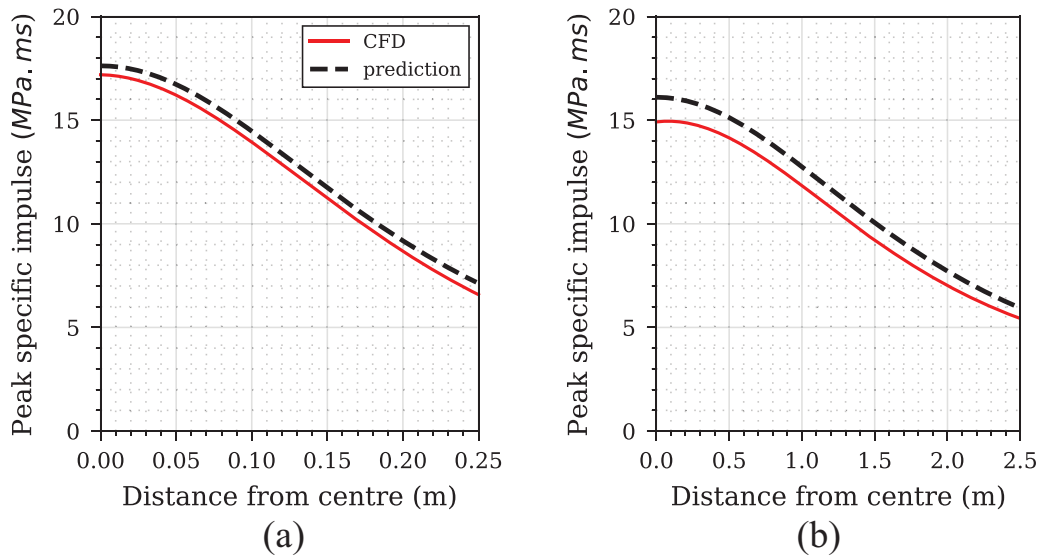 20
15
10
5
0
Peak specific impulse (MPa.ms)
CFD
prediction
0.00 0.05 0.10 0.15 0.20 0.25
Distance from centre (m)
(a)
20
15
10
5
0
Peak specific impulse (MPa.ms)
0.0 0.5 1.0 1.5 2.0 2.5
Distance from centre (m)
(b)